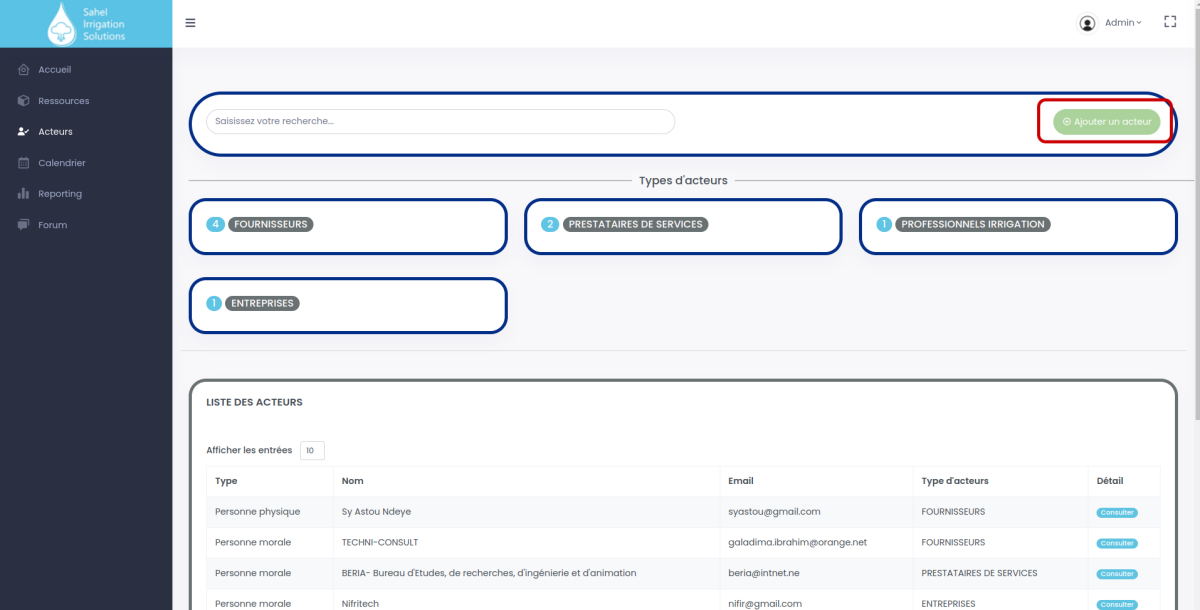 Sahel
Irrigation
Solutions
Admin
Accueil
Ressources
Acteurs
Calendrier
Reporting
Forum
Saisissez votre recherche...
Ajouter un acteur
Types d'acteurs
4 FOURNISSEURS
2 PRESTATAIRES DE SERVICES
1 PROFESSIONNELS IRRIGATION
1 ENTREPRISES
LISTE DES ACTEURS
Afficher les entrées 10
Type Nom Email Type d'acteurs Détail
Personne physique Sy Astou Ndeye syastou@gmail.com FOURNISSEURS Consulter
Personne morale TECHNI-CONSULT galadima.ibrahim@orange.net FOURNISSEURS Consulter
Personne morale BERIA- Bureau d'Etudes, de recherches, d'ingénierie et d'animation beria@intnet.ne PRESTATAIRES DE SERVICES Consulter
Personne morale Nifritech nifir@gmail.com ENTREPRISES Consulter